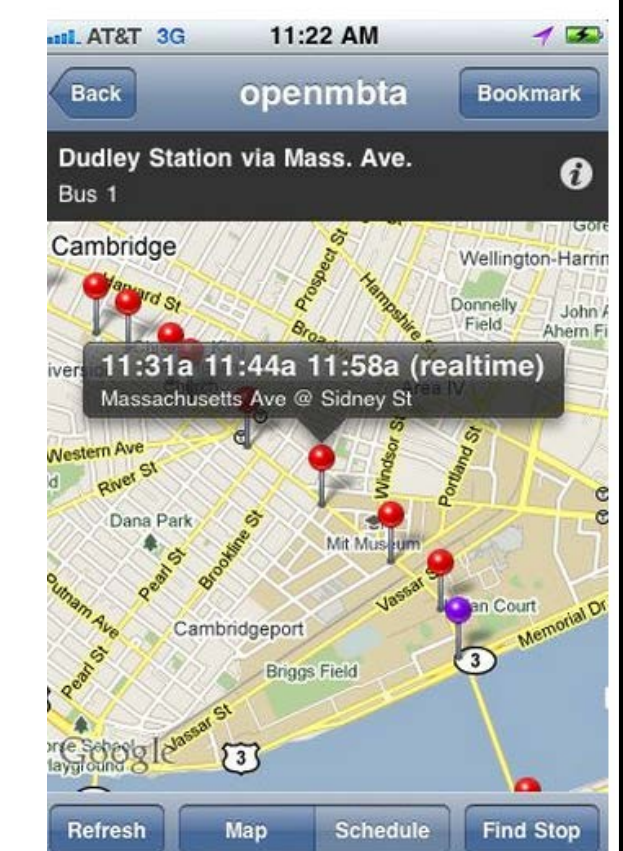 AT&T 3G 11:22 AM
Back openmbta Bookmark
Dudley Station via Mass. Ave.
Bus 1
Cambridge
Prospect St
Wellington-Harrin
Harvard St
Hampshire
Donnelly
Field
John
Ahern
11:31a 11:44a 11:58a (realtime)
Massachusetts Ave @ Sidney St
Area IV
Western Ave
River St
Windsor St
Portland St
Dana Park
Mit Museum
Pearl St
Brookline St
Vassar
Putnam Ave
Cambridgeport
Memorial Dr
3
Briggs Field
Pearl St
Vassar St
3
Google
Refresh Map Schedule Find Stop